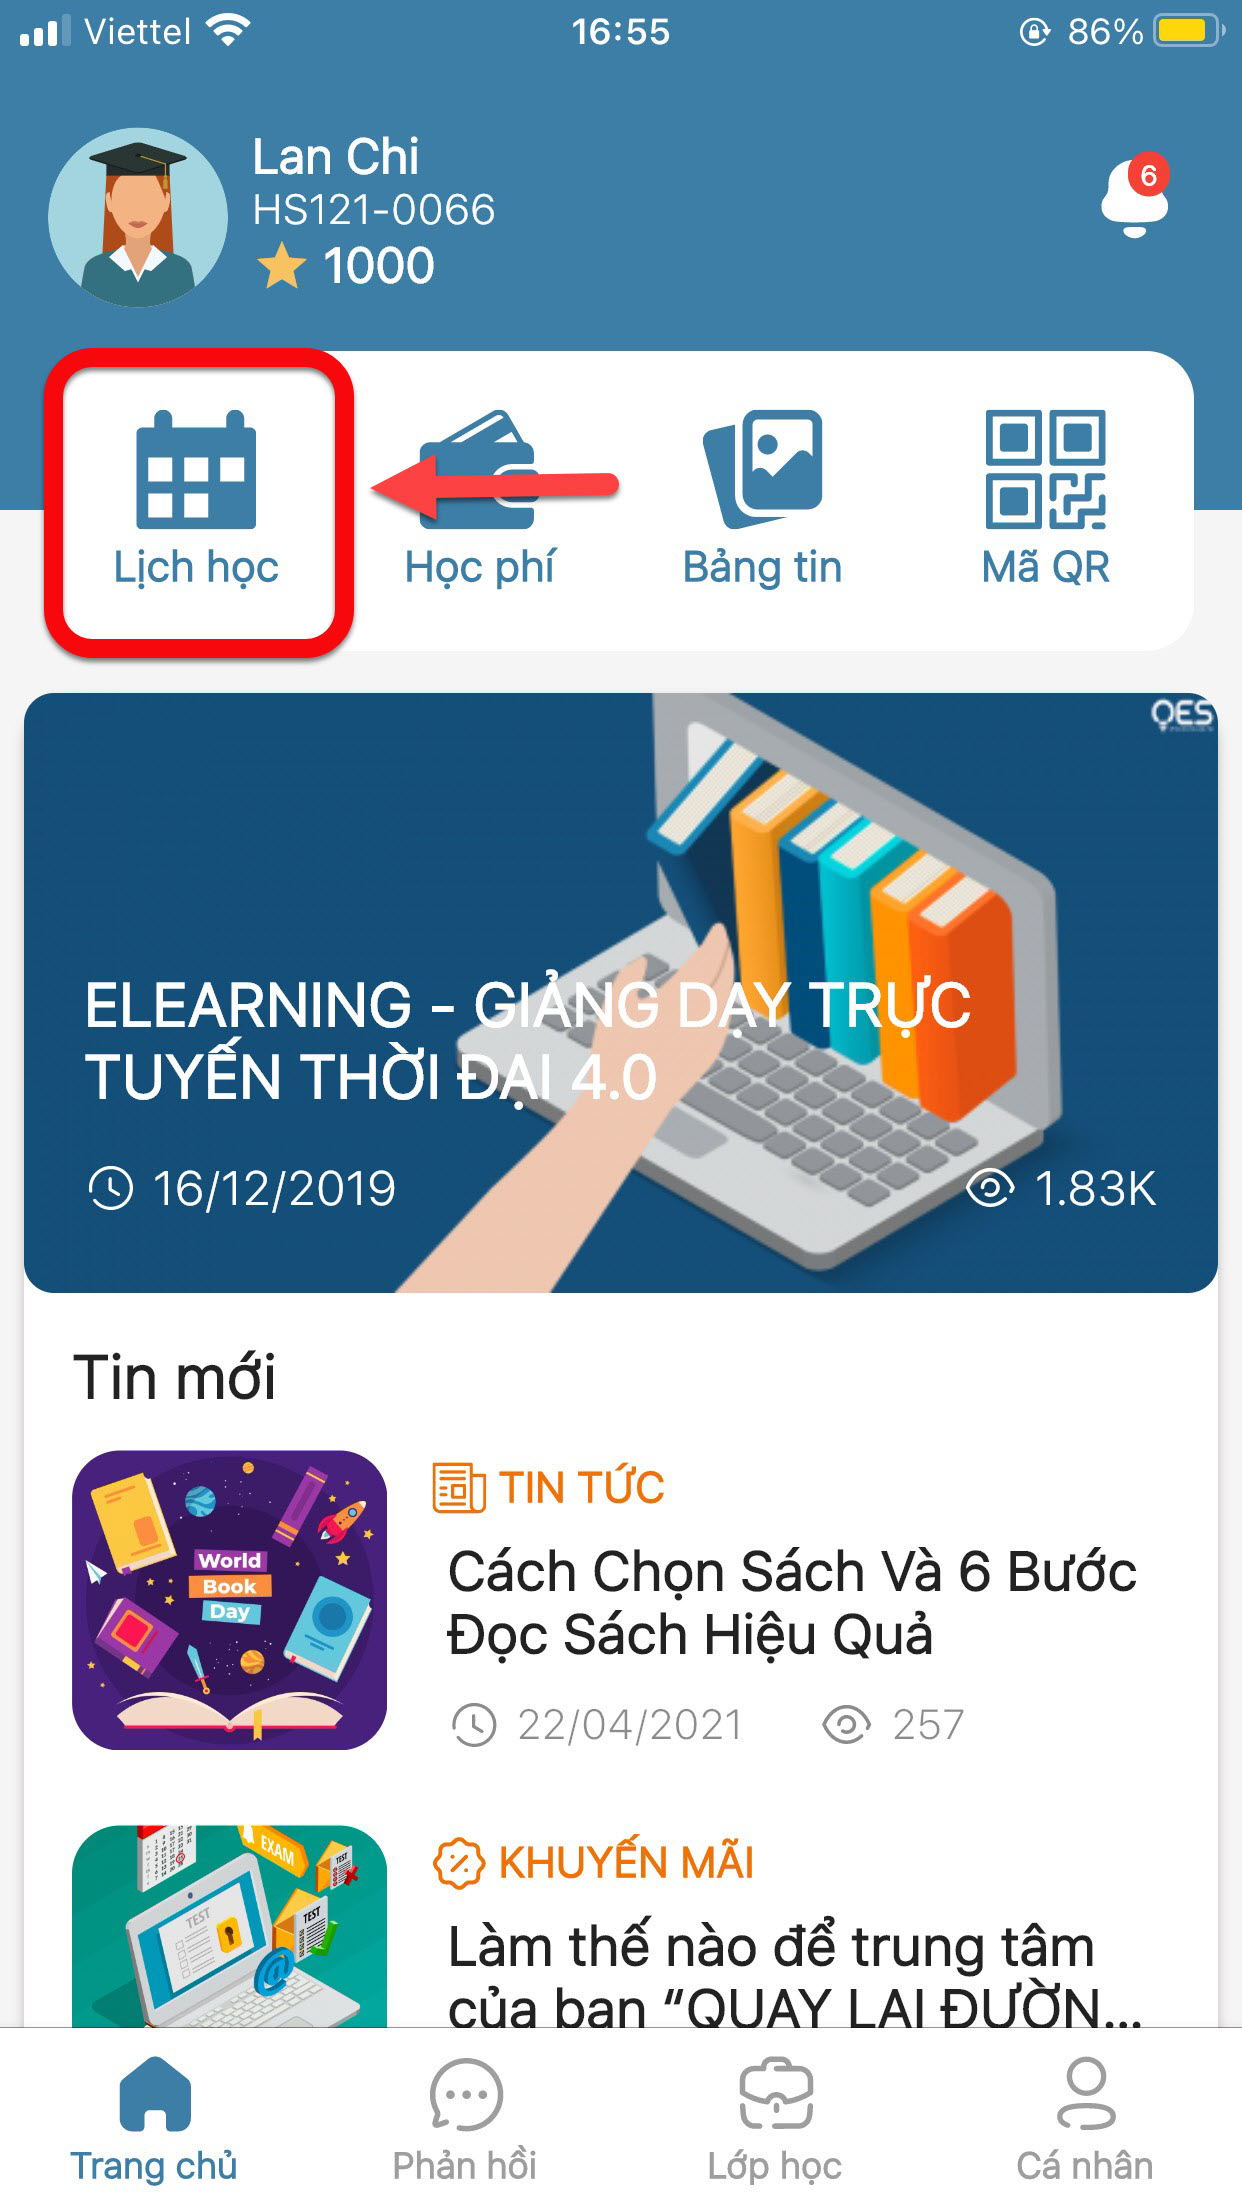 Viettel
16:55
86%
Lan Chi
HS121-0066
1000
6
Lịch học
Học phí
Bảng tin
Mã QR
QES
ELEARNING - GIẢNG DẠY TRỰC
TUYẾN THỜI ĐẠI 4.0
16/12/2019
1.83K
Tin mới
World
Book
Day
TIN TỨC
Cách Chọn Sách Và 6 Bước
Đọc Sách Hiệu Quả
22/04/2021
257
EXAM
TEST
TEST
TEST
KHUYẾN MÃI
Làm thế nào để trung tâm
của bạn “QUAY LẠI ĐƯỜN...
Trang chủ
Phản hồi
Lớp học
Cá nhân